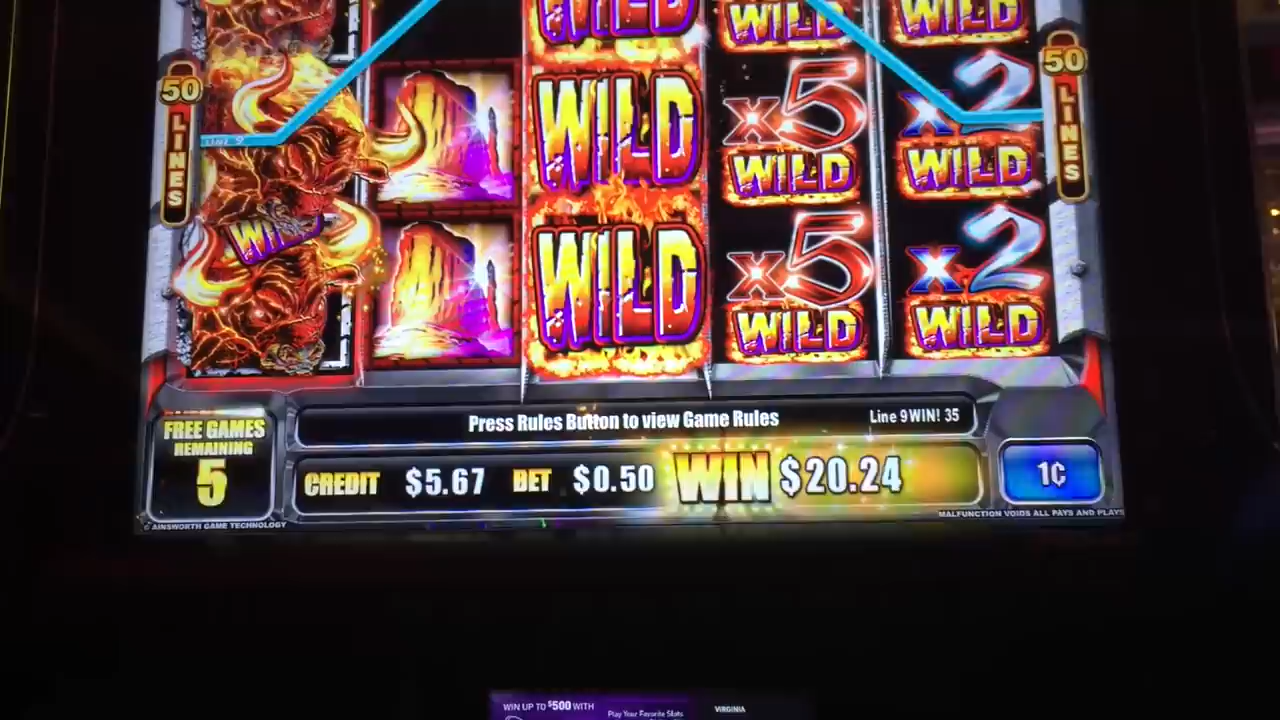 WILD
WILD
WILD
50 LINES
50 LINES
LINE 9
WILD
x5
x2
WILD
WILD
WILD
WILD
x5
x2
WILD
WILD
WILD
Press Rules Button to view Game Rules
Line 9 WIN! 35
FREE GAMES
REMAINING
5
CREDIT $5.67 BET $0.50 WIN $20.24
1¢
© AINSWORTH GAME TECHNOLOGY
MALFUNCTION VOIDS ALL PAYS AND PLAYS
WIN UP TO $500 WITH
Play Your Favorite Slots
VIRGINIA